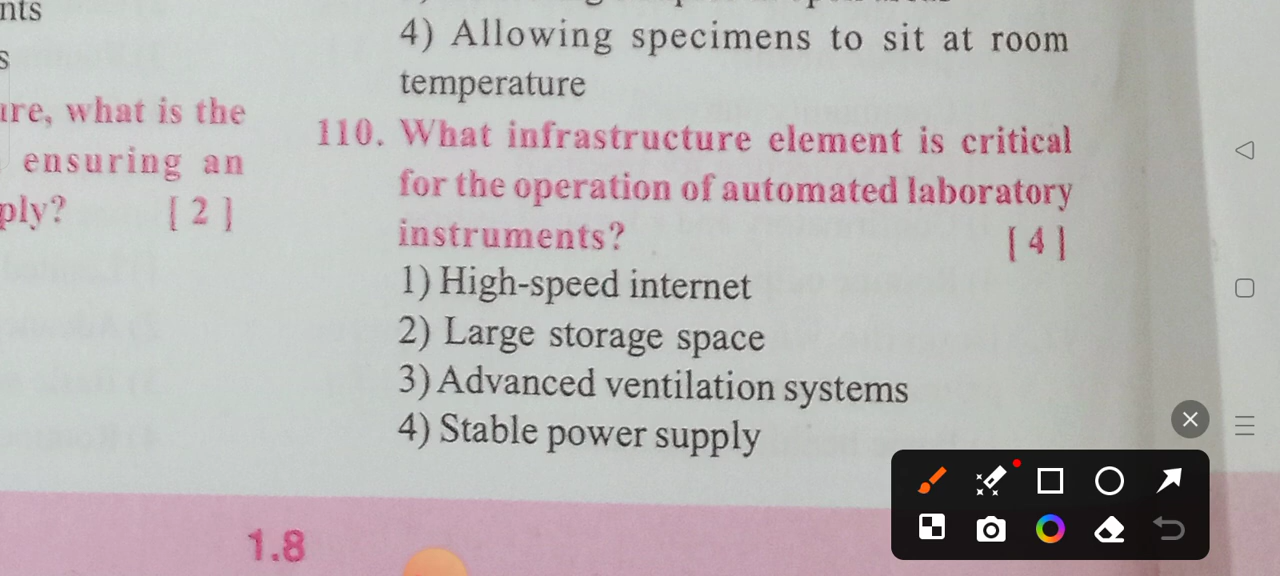 nts
s
ure, what is the
ensuring an
ply? [ 2 ]
4) Allowing specimens to sit at room
temperature
110. What infrastructure element is critical
for the operation of automated laboratory
instruments? [ 4 ]
1) High-speed internet
2) Large storage space
3) Advanced ventilation systems
4) Stable power supply
1.8